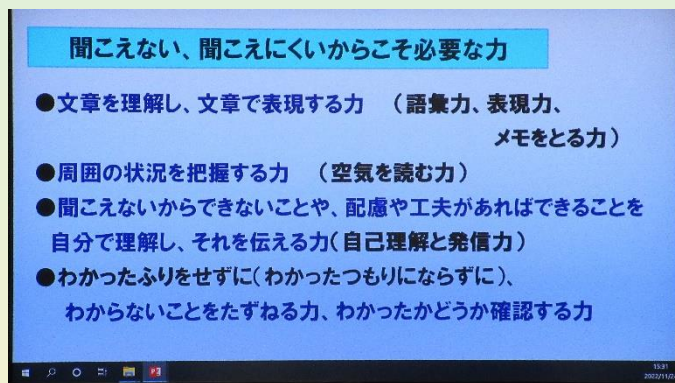 聞こえない、聞こえにくいからこそ必要な力
●文章を理解し、文章で表現する力　（語彙力、表現力、
メモをとる力）
●周囲の状況を把握する力　（空気を読む力）
●聞こえないからできないことや、配慮や工夫があればできることを
自分で理解し、それを伝える力（自己理解と発信力）
●わかったふりをせずに（わかったつもりにならずに）、
わからないことをたずねる力、わかったかどうか確認する力
15:31
2022/11/24